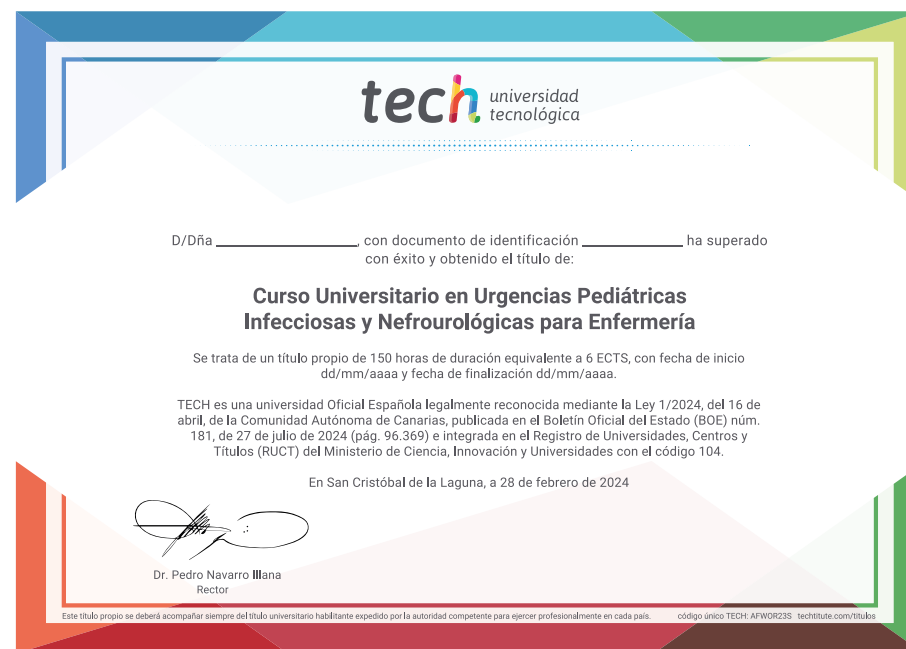 tech universidad
tecnológica
D/Dña ____________________, con documento de identificación ______________ ha superado
con éxito y obtenido el título de:
Curso Universitario en Urgencias Pediátricas
Infecciosas y Nefrourológicas para Enfermería
Se trata de un título propio de 150 horas de duración equivalente a 6 ECTS, con fecha de inicio
dd/mm/aaaa y fecha de finalización dd/mm/aaaa.
TECH es una universidad Oficial Española legalmente reconocida mediante la Ley 1/2024, del 16 de
abril, de la Comunidad Autónoma de Canarias, publicada en el Boletín Oficial del Estado (BOE) núm.
181, de 27 de julio de 2024 (pág. 96.369) e integrada en el Registro de Universidades, Centros y
Títulos (RUCT) del Ministerio de Ciencia, Innovación y Universidades con el código 104.
En San Cristóbal de la Laguna, a 28 de febrero de 2024
Dr. Pedro Navarro Illana
Rector
Este título propio se deberá acompañar siempre del título universitario habilitante expedido por la autoridad competente para ejercer profesionalmente en cada país. código único TECH: AFWOR23S techtitute.com/titulos